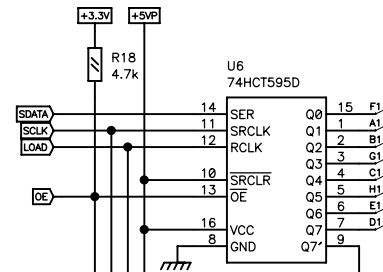 +3.3V +5VP
R18
4.7k
U6
74HCT595D
SDATA 14 SER Q0 15 F1
SCLK 11 SRCLK Q1 1 A1
LOAD 12 RCLK Q2 2 B1
Q3 3 G1
10 SRCLR Q4 4 C1
OE 13 OE Q5 5 H1
Q6 6 E1
16 VCC Q7 7 D1
8 GND Q7' 9